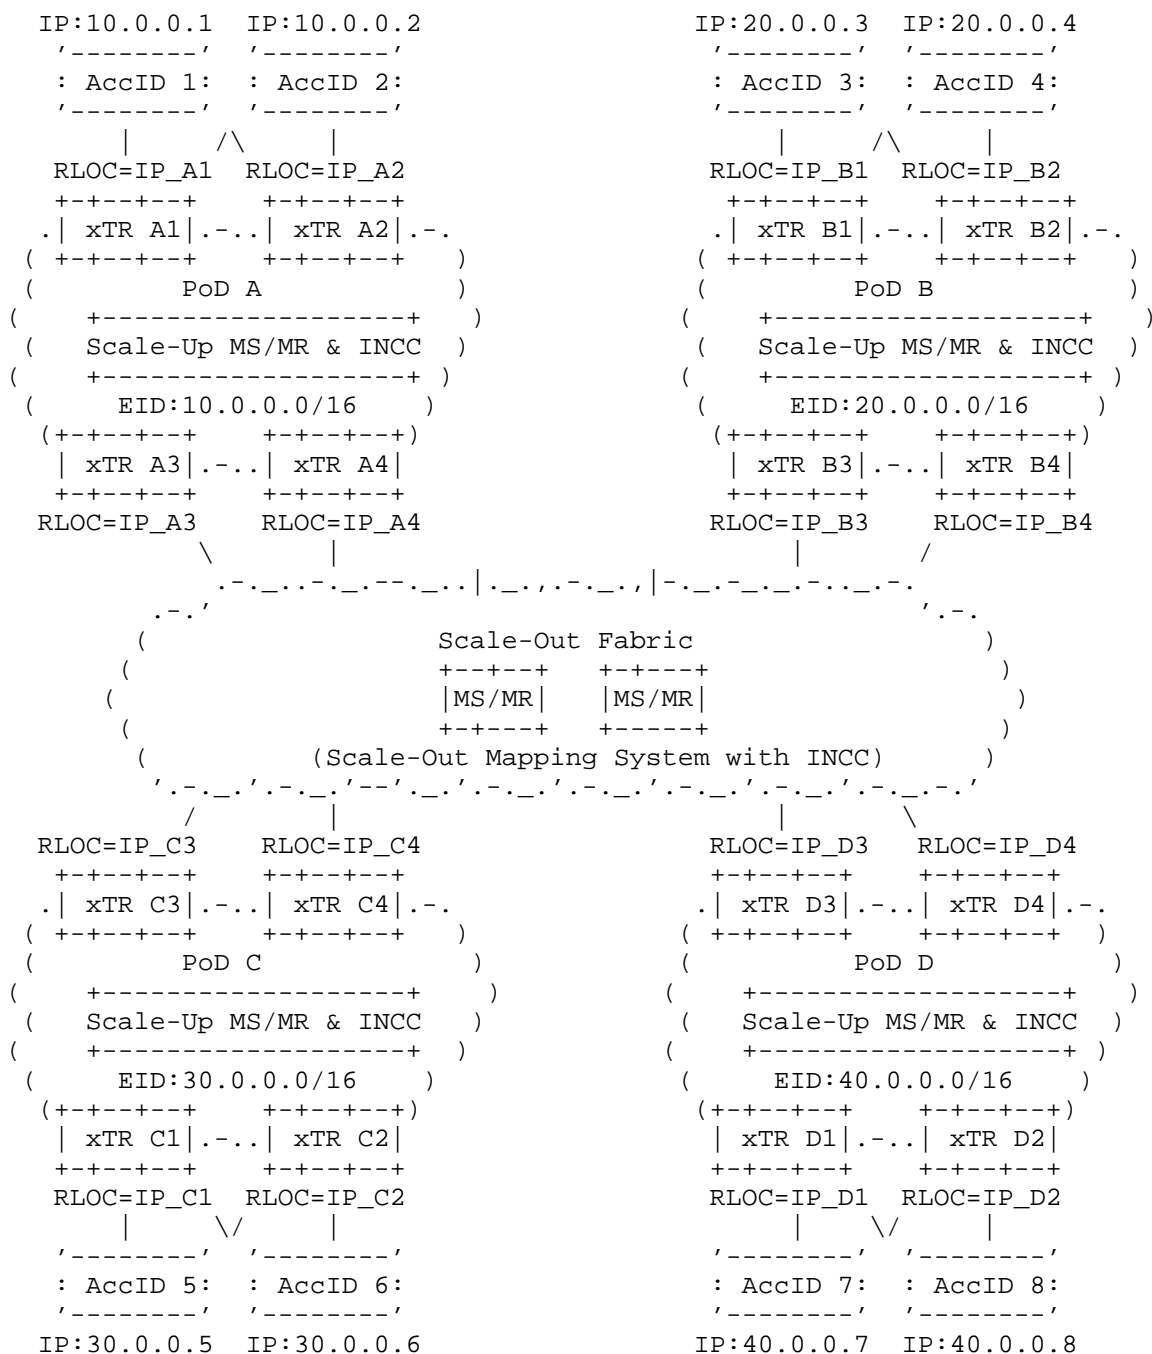 IP:10.0.0.1 IP:10.0.0.2 IP:20.0.0.3 IP:20.0.0.4
: AccID 1: : AccID 2: : AccID 3: : AccID 4:
RLOC=IP_A1 RLOC=IP_A2 RLOC=IP_B1 RLOC=IP_B2
xTR A1 xTR A2 xTR B1 xTR B2
PoD A PoD B
Scale-Up MS/MR & INCC Scale-Up MS/MR & INCC
EID:10.0.0.0/16 EID:20.0.0.0/16
xTR A3 xTR A4 xTR B3 xTR B4
RLOC=IP_A3 RLOC=IP_A4 RLOC=IP_B3 RLOC=IP_B4
Scale-Out Fabric
|MS/MR| |MS/MR|
(Scale-Out Mapping System with INCC)
RLOC=IP_C3 RLOC=IP_C4 RLOC=IP_D3 RLOC=IP_D4
xTR C3 xTR C4 xTR D3 xTR D4
PoD C PoD D
Scale-Up MS/MR & INCC Scale-Up MS/MR & INCC
EID:30.0.0.0/16 EID:40.0.0.0/16
xTR C1 xTR C2 xTR D1 xTR D2
RLOC=IP_C1 RLOC=IP_C2 RLOC=IP_D1 RLOC=IP_D2
: AccID 5: : AccID 6: : AccID 7: : AccID 8:
IP:30.0.0.5 IP:30.0.0.6 IP:40.0.0.7 IP:40.0.0.8